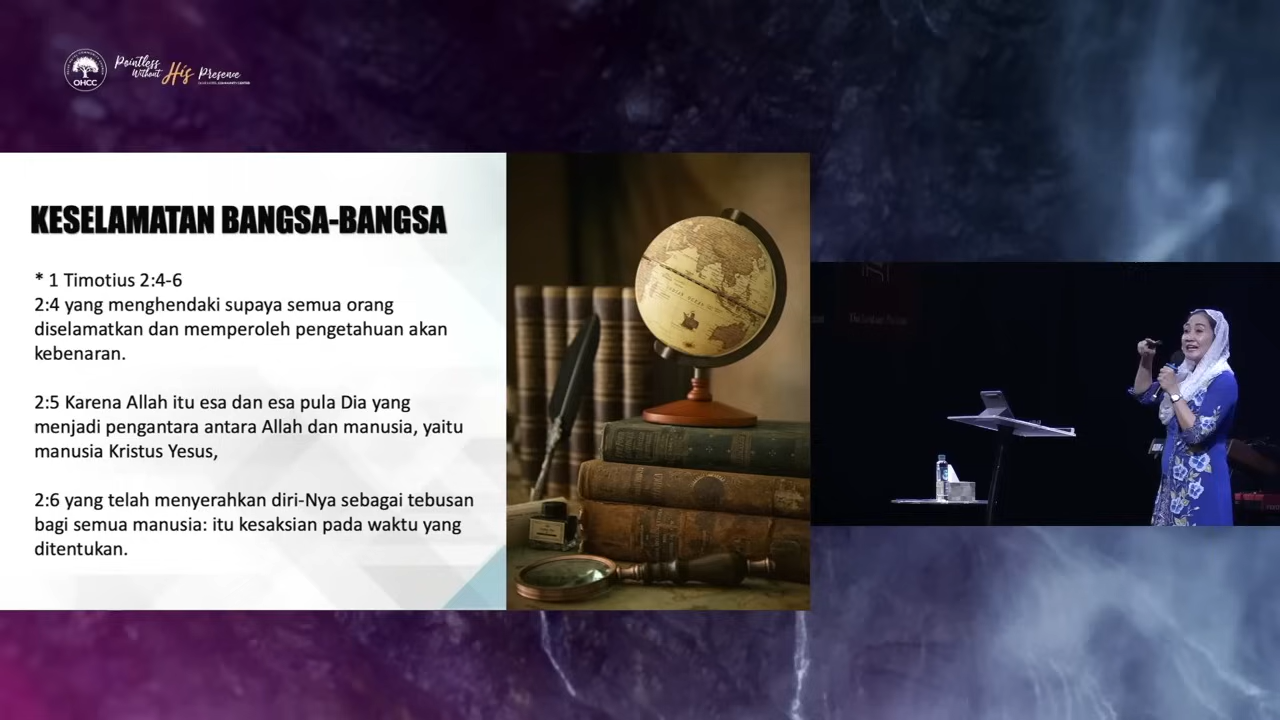 OHCC
Pointless
Without His Presence
KESELAMATAN BANGSA-BANGSA
* 1 Timotius 2:4-6
2:4 yang menghendaki supaya semua orang
diselamatkan dan memperoleh pengetahuan akan
kebenaran.
2:5 Karena Allah itu esa dan esa pula Dia yang
menjadi pengantara antara Allah dan manusia, yaitu
manusia Kristus Yesus,
2:6 yang telah menyerahkan diri-Nya sebagai tebusan
bagi semua manusia: itu kesaksian pada waktu yang
ditentukan.